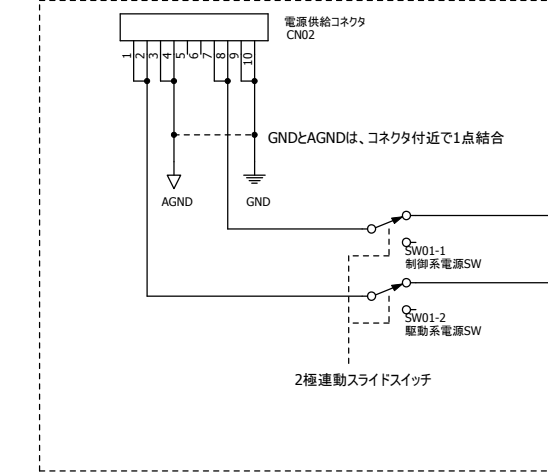 電源供給コネクタ
CN02
1
2
3
4
5
6
7
8
9
10
GNDとAGNDは、コネクタ付近で1点結合
AGND
GND
SW01-1
制御系電源SW
SW01-2
駆動系電源SW
2極連動スライドスイッチ